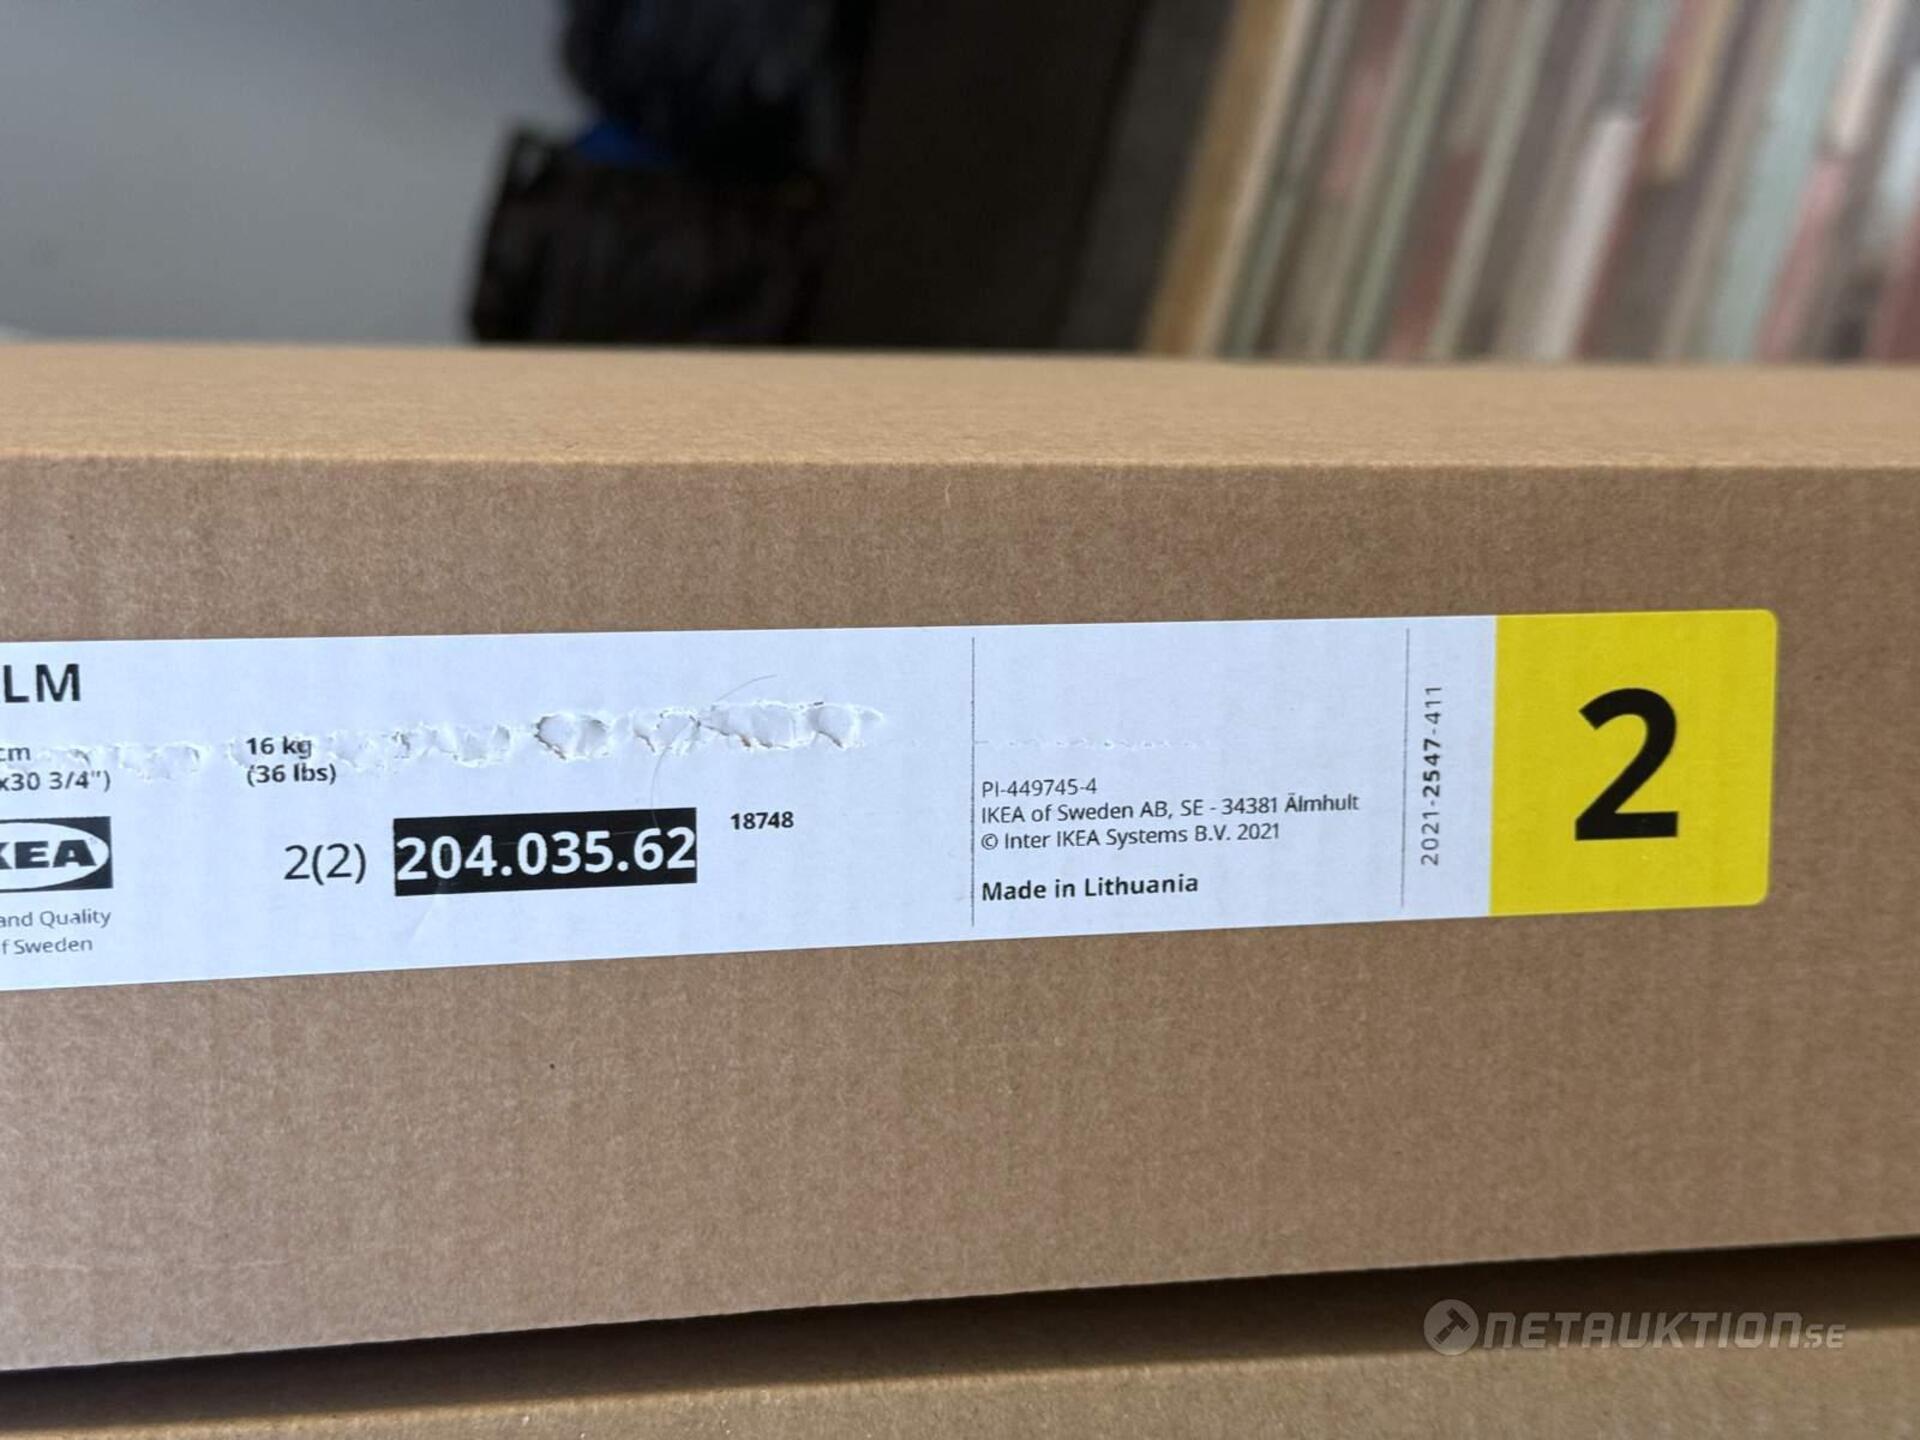 LM
cm
x30 3/4")
16 kg
(36 lbs)
KEA
and Quality
f Sweden
2(2)
204.035.62
18748
PI-449745-4
IKEA of Sweden AB, SE - 34381 Älmhult
© Inter IKEA Systems B.V. 2021
Made in Lithuania
2021-2547-411
2
NETAUKTION.SE